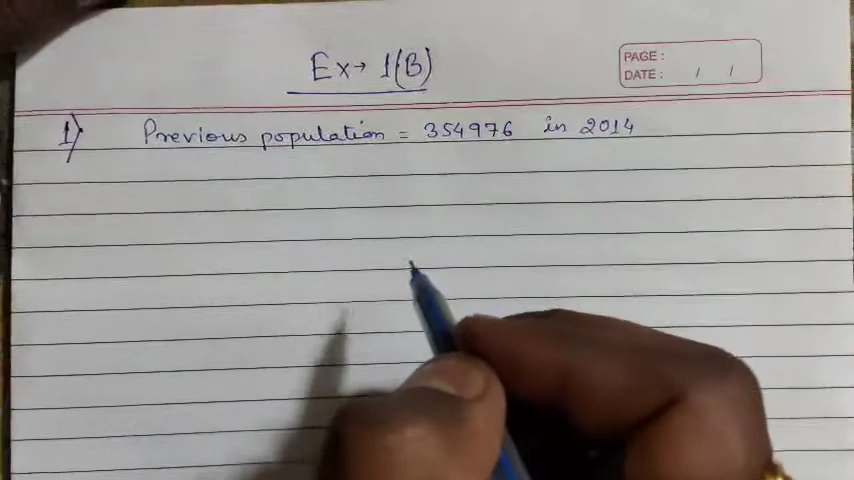 Ex → 1(B)
PAGE :
DATE : / /
1) Previous population = 354976 in 2014